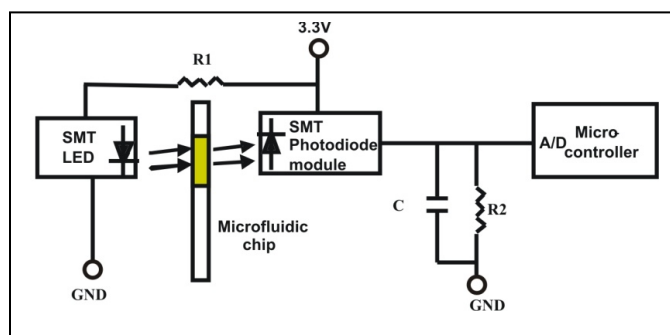 3.3V
R1
SMT
LED
SMT
Photodiode
module
A/D Micro-
controller
Microfluidic
chip
C
R2
GND
GND